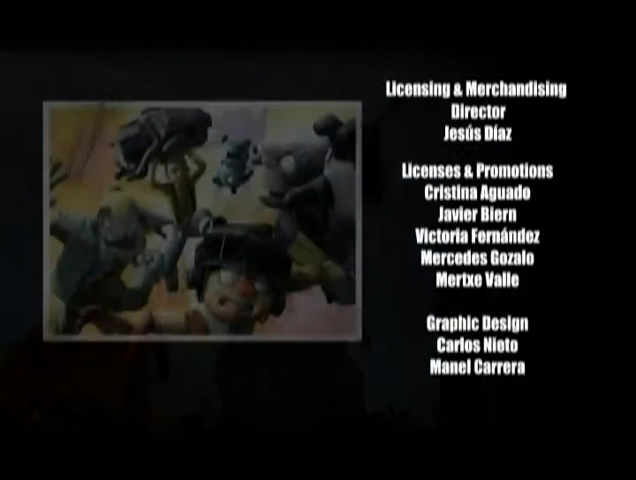 Licensing & Merchandising
Director
Jesús Díaz
Licenses & Promotions
Cristina Aguado
Javier Biern
Victoria Fernández
Mercedes Gozalo
Mertxe Valle
Graphic Design
Carlos Nieto
Manel Carrera